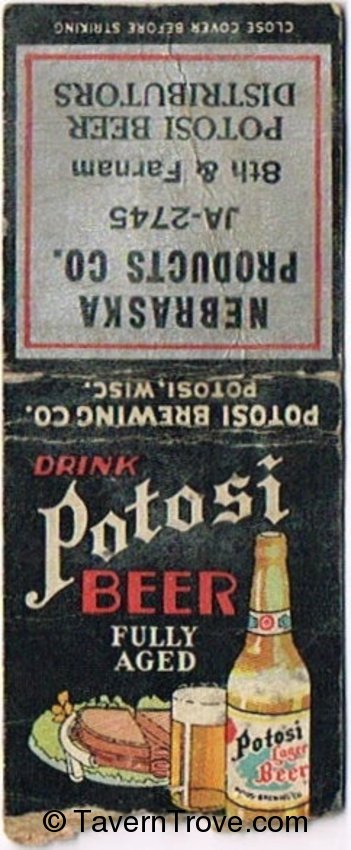 CLOSE COVER BEFORE STRIKING
NEBRASKA
PRODUCTS CO.
JA-2745
8th & Farnam
POTOSI BEER
DISTRIBUTORS
POTOSI BREWING CO.
POTOSI, WISC.
DRINK
Potosi
BEER
FULLY
AGED
Potosi
Lager
Beer
© TavernTrove.com